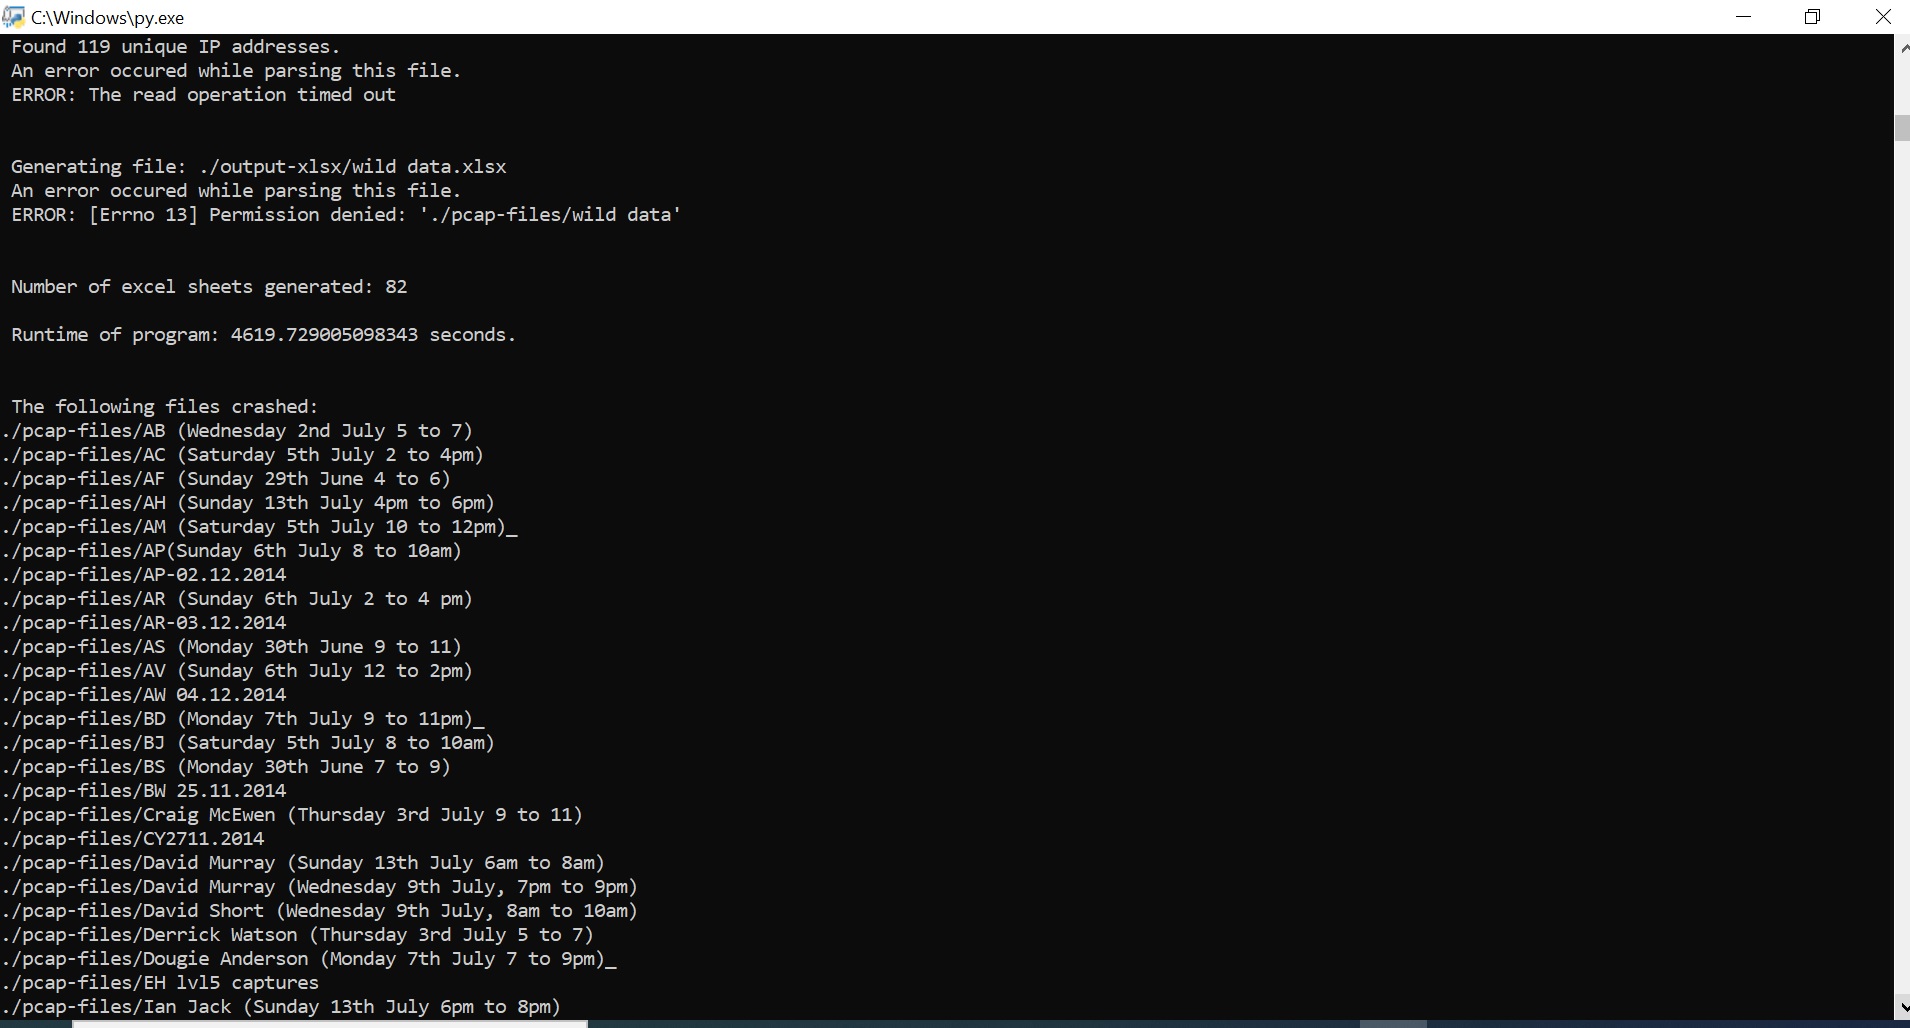 C:\Windows\py.exe
Found 119 unique IP addresses.
An error occured while parsing this file.
ERROR: The read operation timed out
Generating file: ./output-xlsx/wild data.xlsx
An error occured while parsing this file.
ERROR: [Errno 13] Permission denied: './pcap-files/wild data'
Number of excel sheets generated: 82
Runtime of program: 4619.729005098343 seconds.
The following files crashed:
./pcap-files/AB (Wednesday 2nd July 5 to 7)
./pcap-files/AC (Saturday 5th July 2 to 4pm)
./pcap-files/AF (Sunday 29th June 4 to 6)
./pcap-files/AH (Sunday 13th July 4pm to 6pm)
./pcap-files/AM (Saturday 5th July 10 to 12pm)_
./pcap-files/AP(Sunday 6th July 8 to 10am)
./pcap-files/AP-02.12.2014
./pcap-files/AR (Sunday 6th July 2 to 4 pm)
./pcap-files/AR-03.12.2014
./pcap-files/AS (Monday 30th June 9 to 11)
./pcap-files/AV (Sunday 6th July 12 to 2pm)
./pcap-files/AW 04.12.2014
./pcap-files/BD (Monday 7th July 9 to 11pm)_
./pcap-files/BJ (Saturday 5th July 8 to 10am)
./pcap-files/BS (Monday 30th June 7 to 9)
./pcap-files/BW 25.11.2014
./pcap-files/Craig McEwen (Thursday 3rd July 9 to 11)
./pcap-files/CY2711.2014
./pcap-files/David Murray (Sunday 13th July 6am to 8am)
./pcap-files/David Murray (Wednesday 9th July, 7pm to 9pm)
./pcap-files/David Short (Wednesday 9th July, 8am to 10am)
./pcap-files/Derrick Watson (Thursday 3rd July 5 to 7)
./pcap-files/Dougie Anderson (Monday 7th July 7 to 9pm)_
./pcap-files/EH lvl5 captures
./pcap-files/Ian Jack (Sunday 13th July 6pm to 8pm)